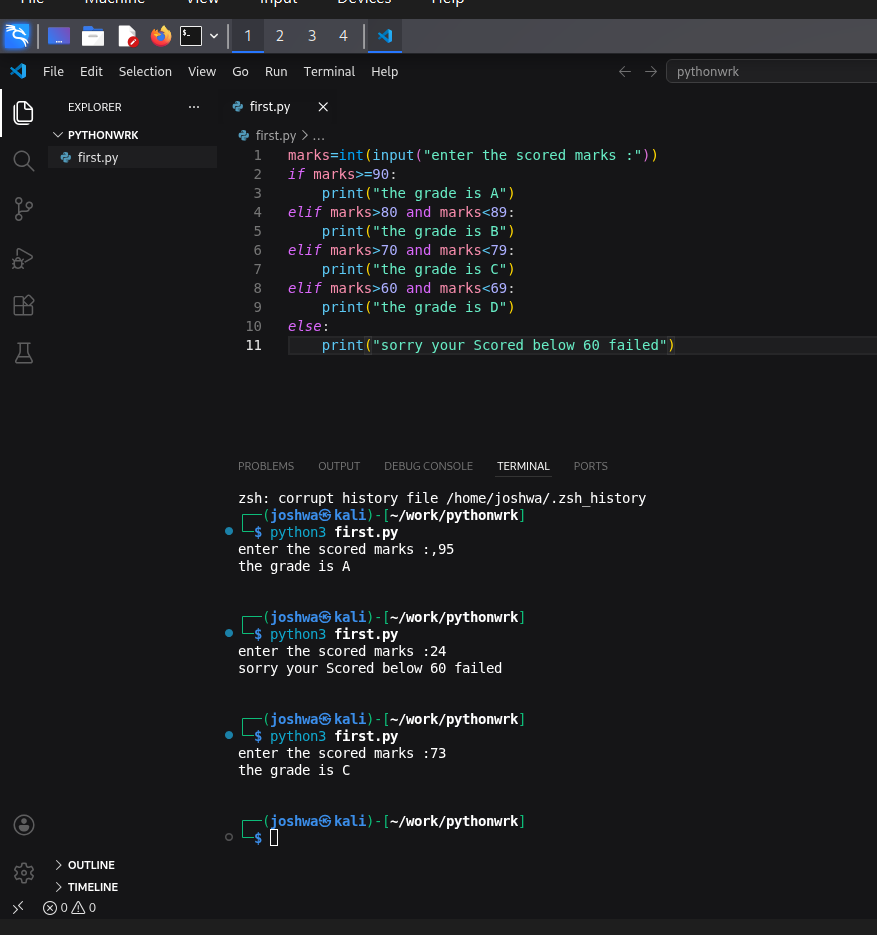 File Machine View Input Devices Help
1 2 3 4
File Edit Selection View Go Run Terminal Help
pythonwrk
EXPLORER ...
PYTHONWRK
first.py
first.py
first.py > ...
1 marks=int(input("enter the scored marks :"))
2 if marks>=90:
3 print("the grade is A")
4 elif marks>80 and marks<89:
5 print("the grade is B")
6 elif marks>70 and marks<79:
7 print("the grade is C")
8 elif marks>60 and marks<69:
9 print("the grade is D")
10 else:
11 print("sorry your Scored below 60 failed")
PROBLEMS OUTPUT DEBUG CONSOLE TERMINAL PORTS
zsh: corrupt history file /home/joshwa/.zsh_history
┌──(joshwa㉿kali)-[~/work/pythonwrk]
└─$ python3 first.py
enter the scored marks :,95
the grade is A
┌──(joshwa㉿kali)-[~/work/pythonwrk]
└─$ python3 first.py
enter the scored marks :24
sorry your Scored below 60 failed
┌──(joshwa㉿kali)-[~/work/pythonwrk]
└─$ python3 first.py
enter the scored marks :73
the grade is C
┌──(joshwa㉿kali)-[~/work/pythonwrk]
└─$
OUTLINE
TIMELINE
0 0